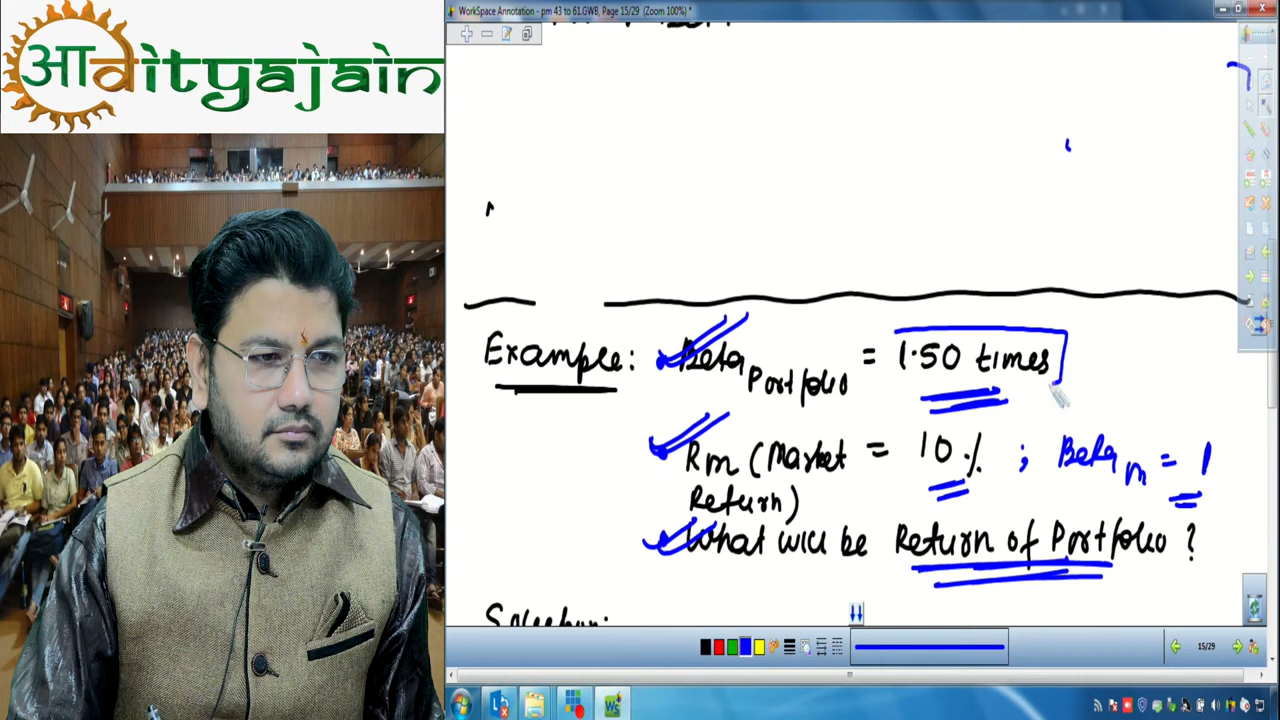 WorkSpace Annotation - pm 43 to 61.GWB, Page 15/29 (Zoom 100%) *
आdityajain
Example: Beta Portfolio = 1.50 times
Rm (Market Return) = 10 % ; Beta m = 1
What will be Return of Portfolio ?
Solution:
15/29